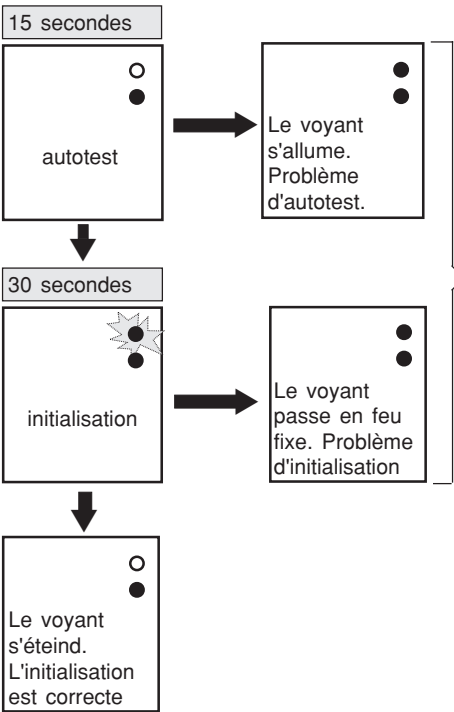 15 secondes
autotest
Le voyant
s'allume.
Problème
d'autotest.
30 secondes
initialisation
Le voyant
passe en feu
fixe. Problème
d'initialisation
Le voyant
s'éteind.
L'initialisation
est correcte